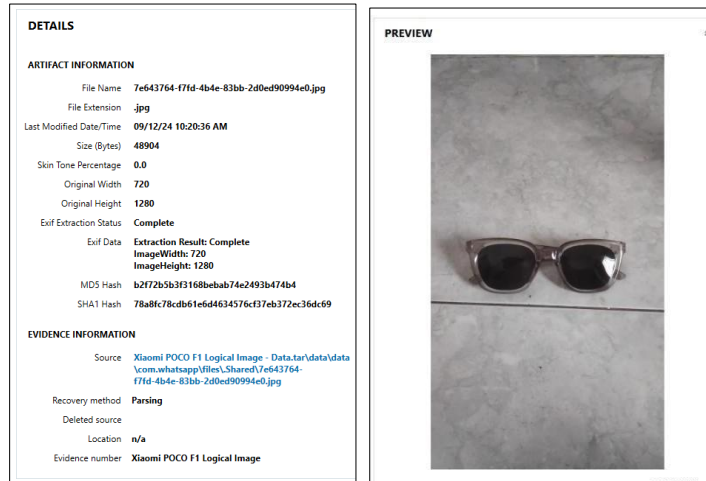 DETAILS
ARTIFACT INFORMATION
File Name 7e643764-f7fd-4b4e-83bb-2d0ed90994e0.jpg
File Extension .jpg
Last Modified Date/Time 09/12/24 10:20:36 AM
Size (Bytes) 48904
Skin Tone Percentage 0.0
Original Width 720
Original Height 1280
Exif Extraction Status Complete
Exif Data Extraction Result: Complete
ImageWidth: 720
ImageHeight: 1280
MD5 Hash b2f72b5b3f3168bebab74e2493b474b4
SHA1 Hash 78a8fc78cdb61e6d4634576cf37eb372ec36dc69
EVIDENCE INFORMATION
Source Xiaomi POCO F1 Logical Image - Data.tar\data\data
\com.whatsapp\files\.Shared\7e643764-
f7fd-4b4e-83bb-2d0ed90994e0.jpg
Recovery method Parsing
Deleted source
Location n/a
Evidence number Xiaomi POCO F1 Logical Image
PREVIEW